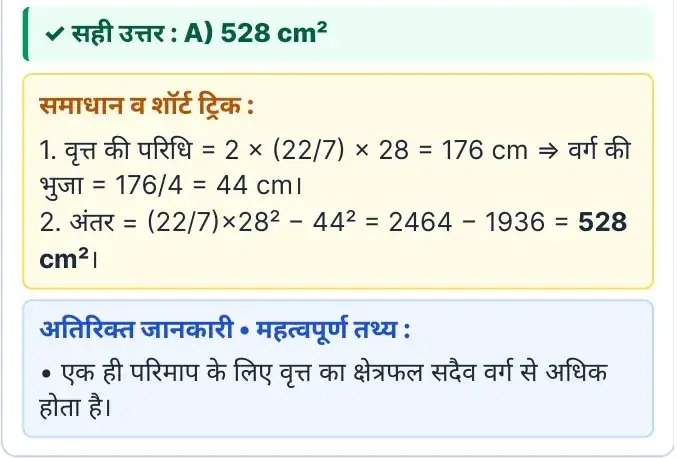 ✓ सही उत्तर : A) 528 cm²
समाधान व शॉर्ट ट्रिक :
1. वृत्त की परिधि = 2 × (22/7) × 28 = 176 cm ⇒ वर्ग की
भुजा = 176/4 = 44 cm।
2. अंतर = (22/7)×28² − 44² = 2464 − 1936 = 528
cm²।
अतिरिक्त जानकारी • महत्वपूर्ण तथ्य :
• एक ही परिमाप के लिए वृत्त का क्षेत्रफल सदैव वर्ग से अधिक
होता है।